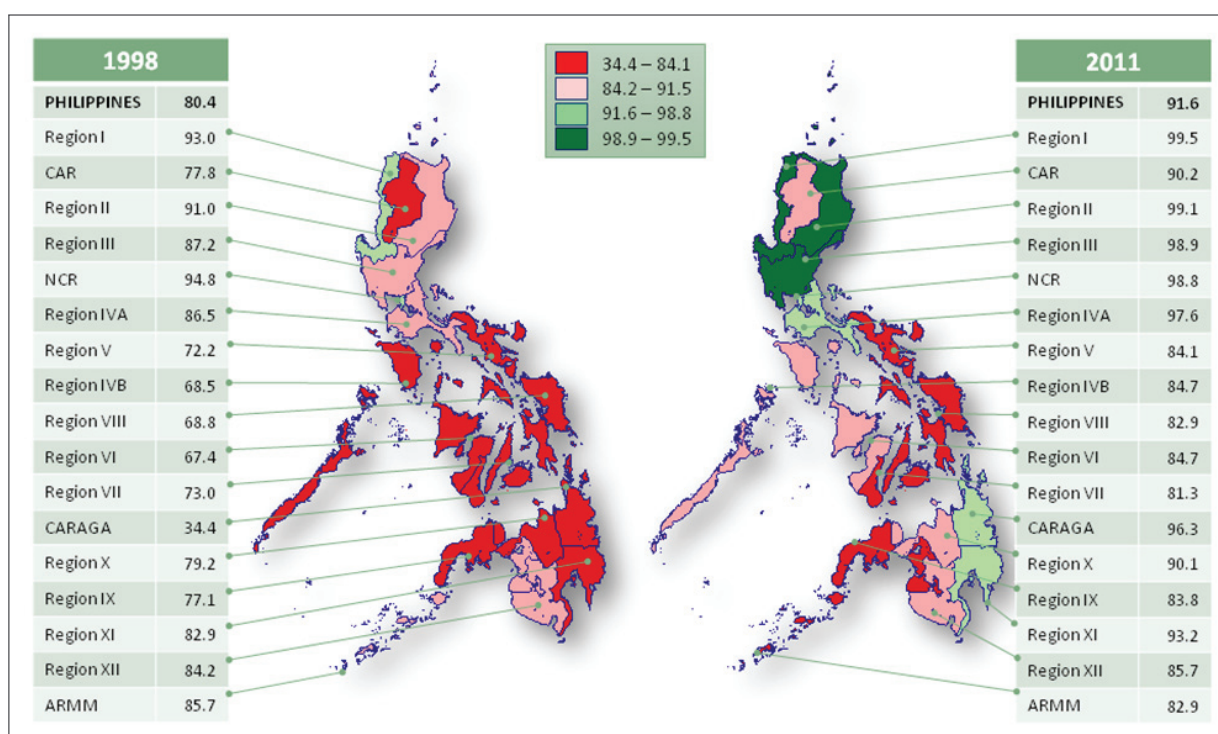 1998
PHILIPPINES 80.4
Region I 93.0
CAR 77.8
Region II 91.0
Region III 87.2
NCR 94.8
Region IVA 86.5
Region V 72.2
Region IVB 68.5
Region VIII 68.8
Region VI 67.4
Region VII 73.0
CARAGA 34.4
Region X 79.2
Region IX 77.1
Region XI 82.9
Region XII 84.2
ARMM 85.7
34.4 – 84.1
84.2 – 91.5
91.6 – 98.8
98.9 – 99.5
2011
PHILIPPINES 91.6
Region I 99.5
CAR 90.2
Region II 99.1
Region III 98.9
NCR 98.8
Region IVA 97.6
Region V 84.1
Region IVB 84.7
Region VIII 82.9
Region VI 84.7
Region VII 81.3
CARAGA 96.3
Region X 90.1
Region IX 83.8
Region XI 93.2
Region XII 85.7
ARMM 82.9